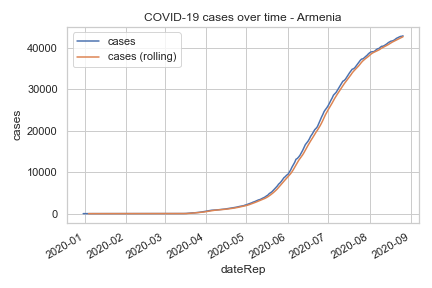 COVID-19 cases over time - Armenia
cases
cases (rolling)
40000
30000
20000
10000
0
cases
2020-01
2020-02
2020-03
2020-04
2020-05
2020-06
2020-07
2020-08
2020-09
dateRep